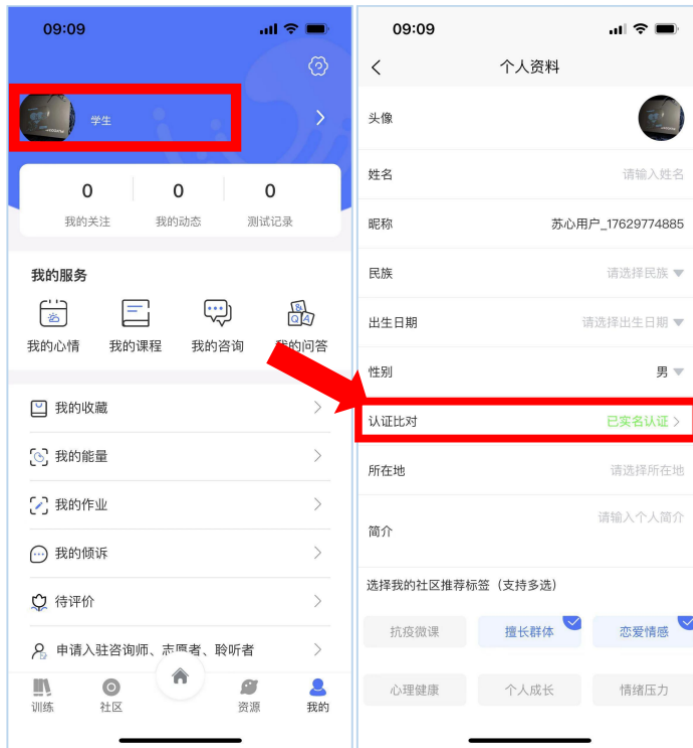 09:09
学生
0 0 0
我的关注 我的动态 测试记录
我的服务
我的心情 我的课程 我的咨询 我的问答
我的收藏
我的能量
我的作业
我的倾诉
待评价
申请入驻咨询师、志愿者、聆听者
训练 社区 资源 我的
09:09
个人资料
头像
姓名 请输入姓名
昵称 苏心用户_17629774885
民族 请选择民族
出生日期 请选择出生日期
性别 男
认证比对 已实名认证
所在地 请选择所在地
简介 请输入个人简介
选择我的社区推荐标签（支持多选）
抗疫微课 擅长群体 恋爱情感
心理健康 个人成长 情绪压力